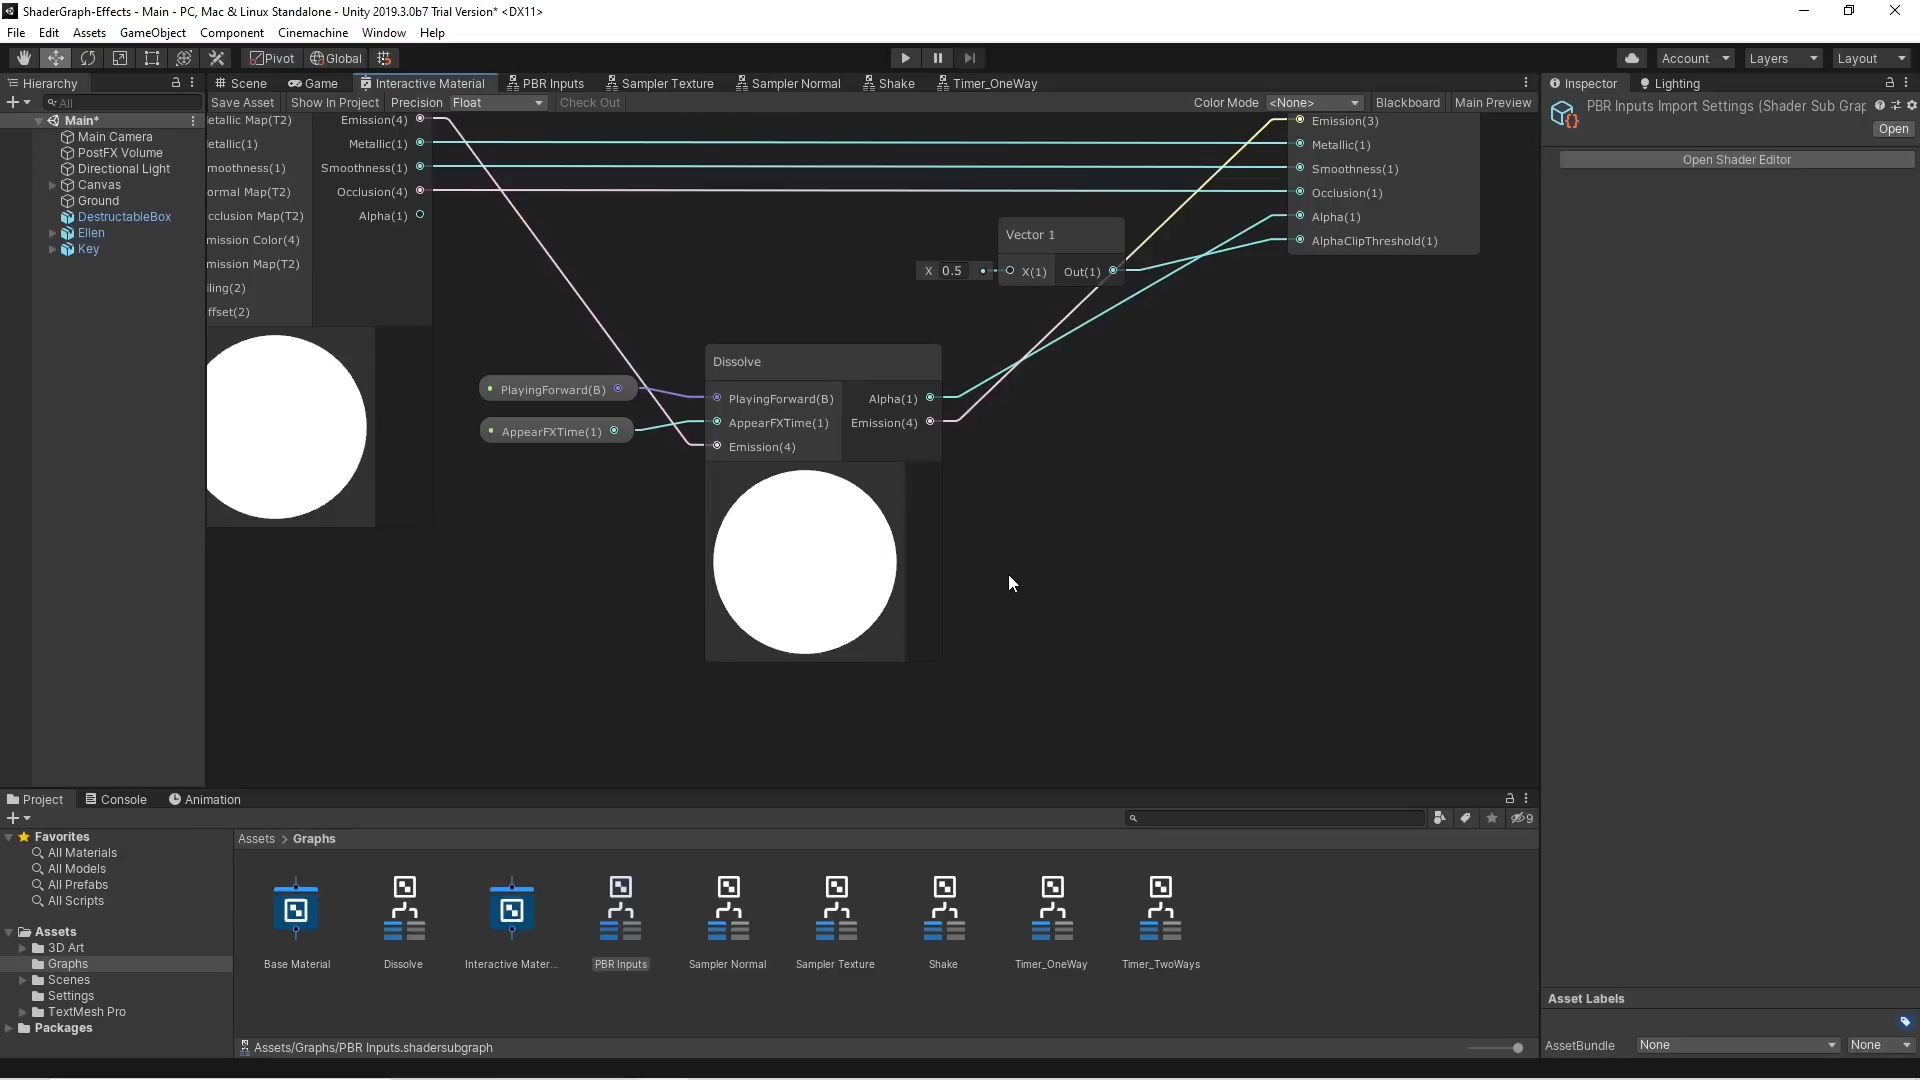 ShaderGraph-Effects - Main - PC, Mac & Linux Standalone - Unity 2019.3.0b7 Trial Version* <DX11>
File Edit Assets GameObject Component Cinemachine Window Help
Pivot Global Account Layers Layout
Hierarchy Scene Game Interactive Material PBR Inputs Sampler Texture Sampler Normal Shake Timer_OneWay Inspector Lighting
All Save Asset Show In Project Precision Float Check Out Color Mode <None> Blackboard Main Preview
PBR Inputs Import Settings (Shader Sub Grap
Open
Open Shader Editor
Main*
Main Camera
PostFX Volume
Directional Light
Canvas
Ground
DestructableBox
Ellen
Key
etallic Map(T2) Emission(4)
etallic(1) Metallic(1)
moothness(1) Smoothness(1)
ormal Map(T2) Occlusion(4)
cclusion Map(T2) Alpha(1)
mission Color(4)
mission Map(T2)
iling(2)
ffset(2)
Emission(3)
Metallic(1)
Smoothness(1)
Occlusion(1)
Alpha(1)
AlphaClipThreshold(1)
Vector 1
X 0.5 X(1) Out(1)
Dissolve
PlayingForward(B) PlayingForward(B) Alpha(1)
AppearFXTime(1) AppearFXTime(1) Emission(4)
Emission(4)
Project Console Animation
9
Favorites
All Materials
All Models
All Prefabs
All Scripts
Assets
3D Art
Graphs
Scenes
Settings
TextMesh Pro
Packages
Assets > Graphs
Base Material Dissolve Interactive Mater... PBR Inputs Sampler Normal Sampler Texture Shake Timer_OneWay Timer_TwoWays
Assets/Graphs/PBR Inputs.shadersubgraph
Asset Labels
AssetBundle None None